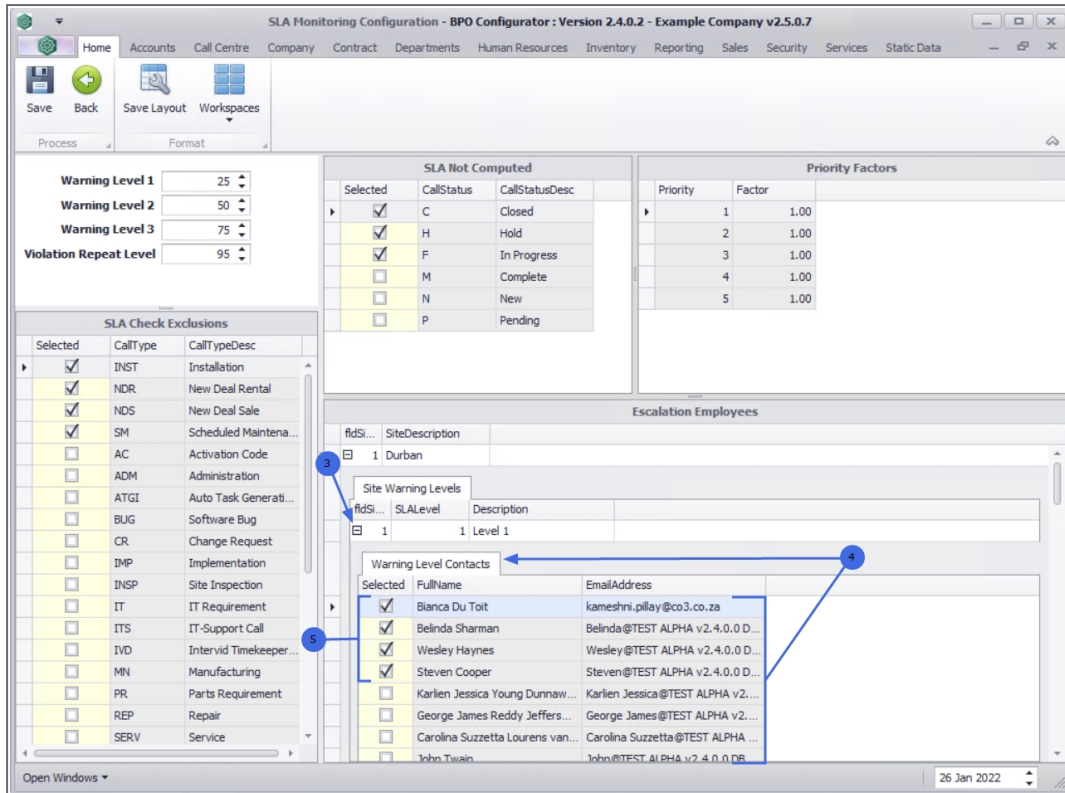 SLA Monitoring Configuration - BPO Configurator : Version 2.4.0.2 - Example Company v2.5.0.7
Home Accounts Call Centre Company Contract Departments Human Resources Inventory Reporting Sales Security Services Static Data
Save Back Save Layout Workspaces
Process Format
Warning Level 1 25
Warning Level 2 50
Warning Level 3 75
Violation Repeat Level 95
SLA Not Computed
Selected CallStatus CallStatusDesc
C Closed
H Hold
F In Progress
M Complete
N New
P Pending
Priority Factors
Priority Factor
1 1.00
2 1.00
3 1.00
4 1.00
5 1.00
SLA Check Exclusions
Selected CallType CallTypeDesc
INST Installation
NDR New Deal Rental
NDS New Deal Sale
SM Scheduled Maintena...
AC Activation Code
ADM Administration
ATGI Auto Task Generati...
BUG Software Bug
CR Change Request
IMP Implementation
INSP Site Inspection
IT IT Requirement
ITS IT-Support Call
IVD Intervid Timekeeper...
MN Manufacturing
PR Parts Requirement
REP Repair
SERV Service
Escalation Employees
fldSi... SiteDescription
1 Durban
3
Site Warning Levels
fldSi... SLALevel Description
1 1 Level 1
4
Warning Level Contacts
Selected FullName EmailAddress
Bianca Du Toit kameshni.pillay@co3.co.za
Belinda Sharman Belinda@TEST ALPHA v2.4.0.0 D...
5
Wesley Haynes Wesley@TEST ALPHA v2.4.0.0 D...
Steven Cooper Steven@TEST ALPHA v2.4.0.0 D...
Karlien Jessica Young Dunnaw... Karlien Jessica@TEST ALPHA v2....
George James Reddy Jeffers... George James@TEST ALPHA v2....
Carolina Suzzetta Lourens van... Carolina Suzzetta@TEST ALPHA ...
John Twain John@TEST ALPHA v2.4.0.0 DB
Open Windows 26 Jan 2022